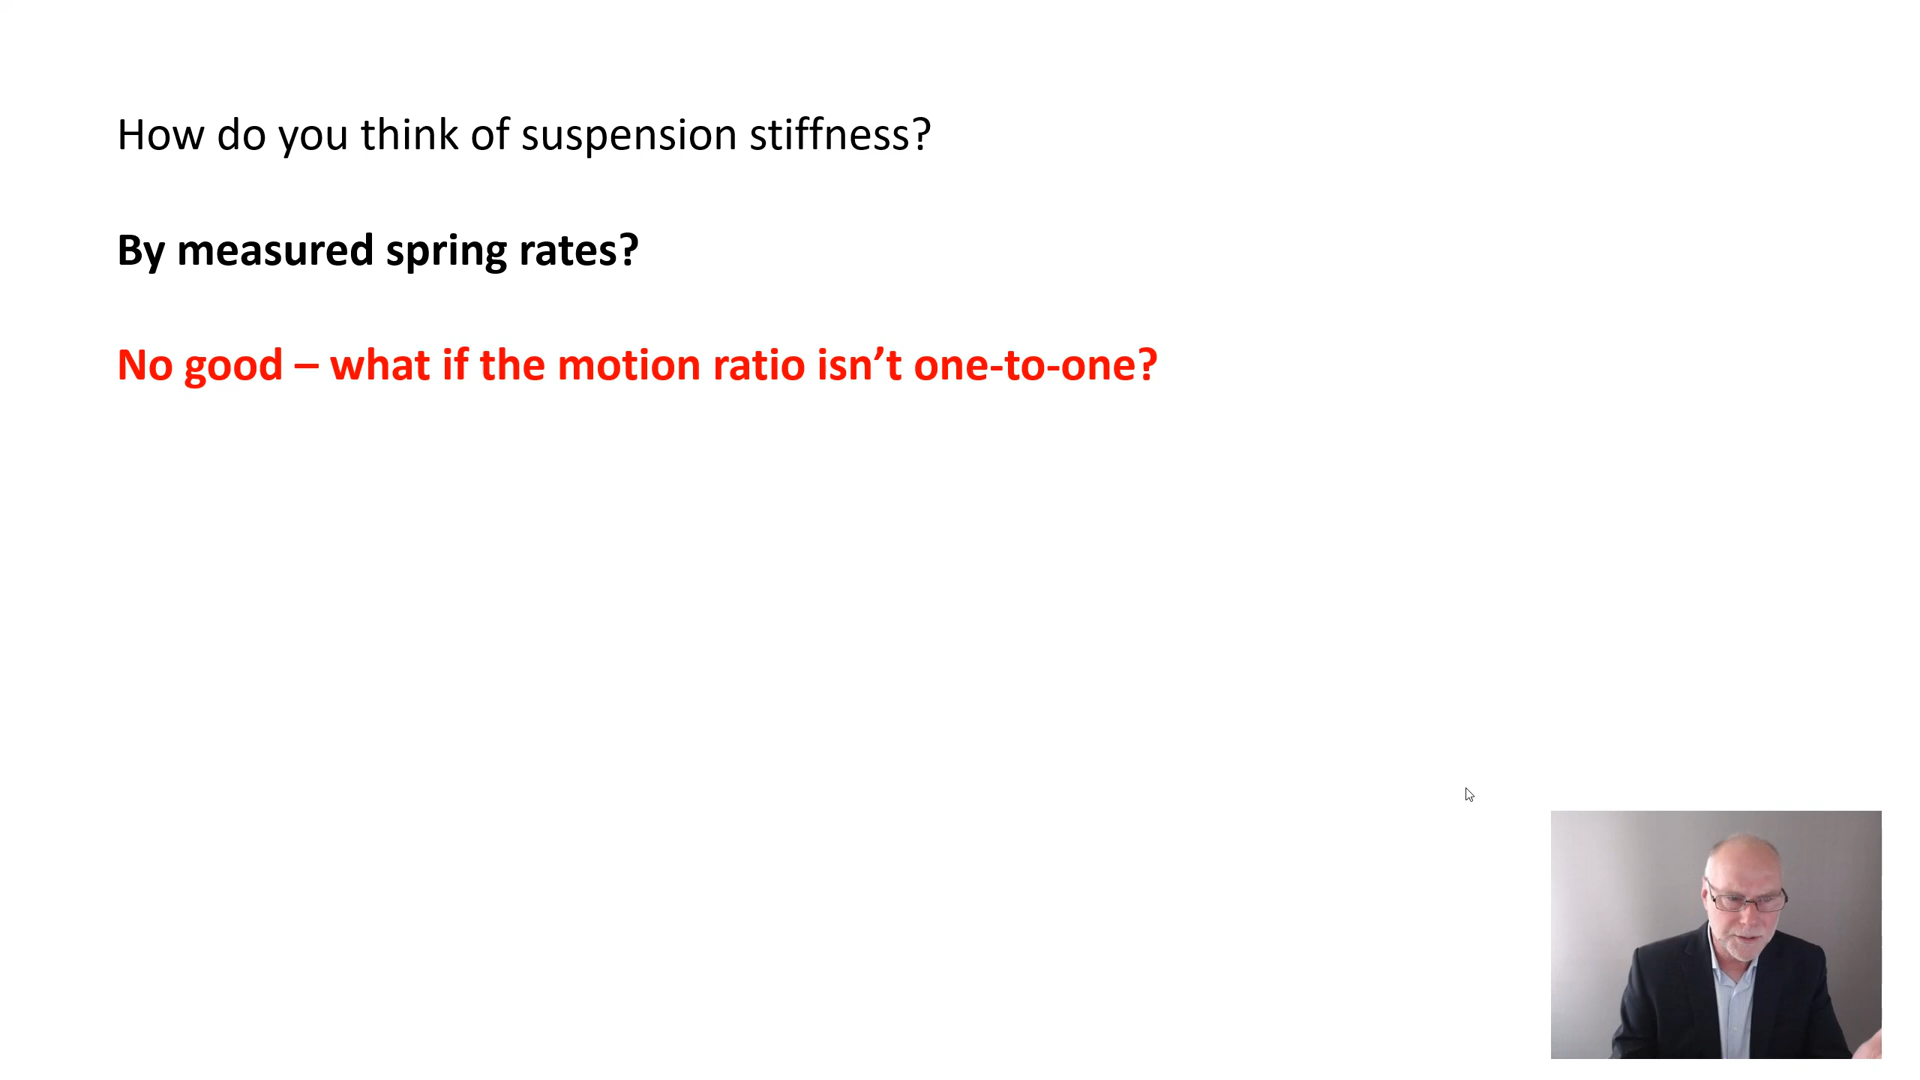 How do you think of suspension stiffness?
By measured spring rates?
No good – what if the motion ratio isn’t one-to-one?